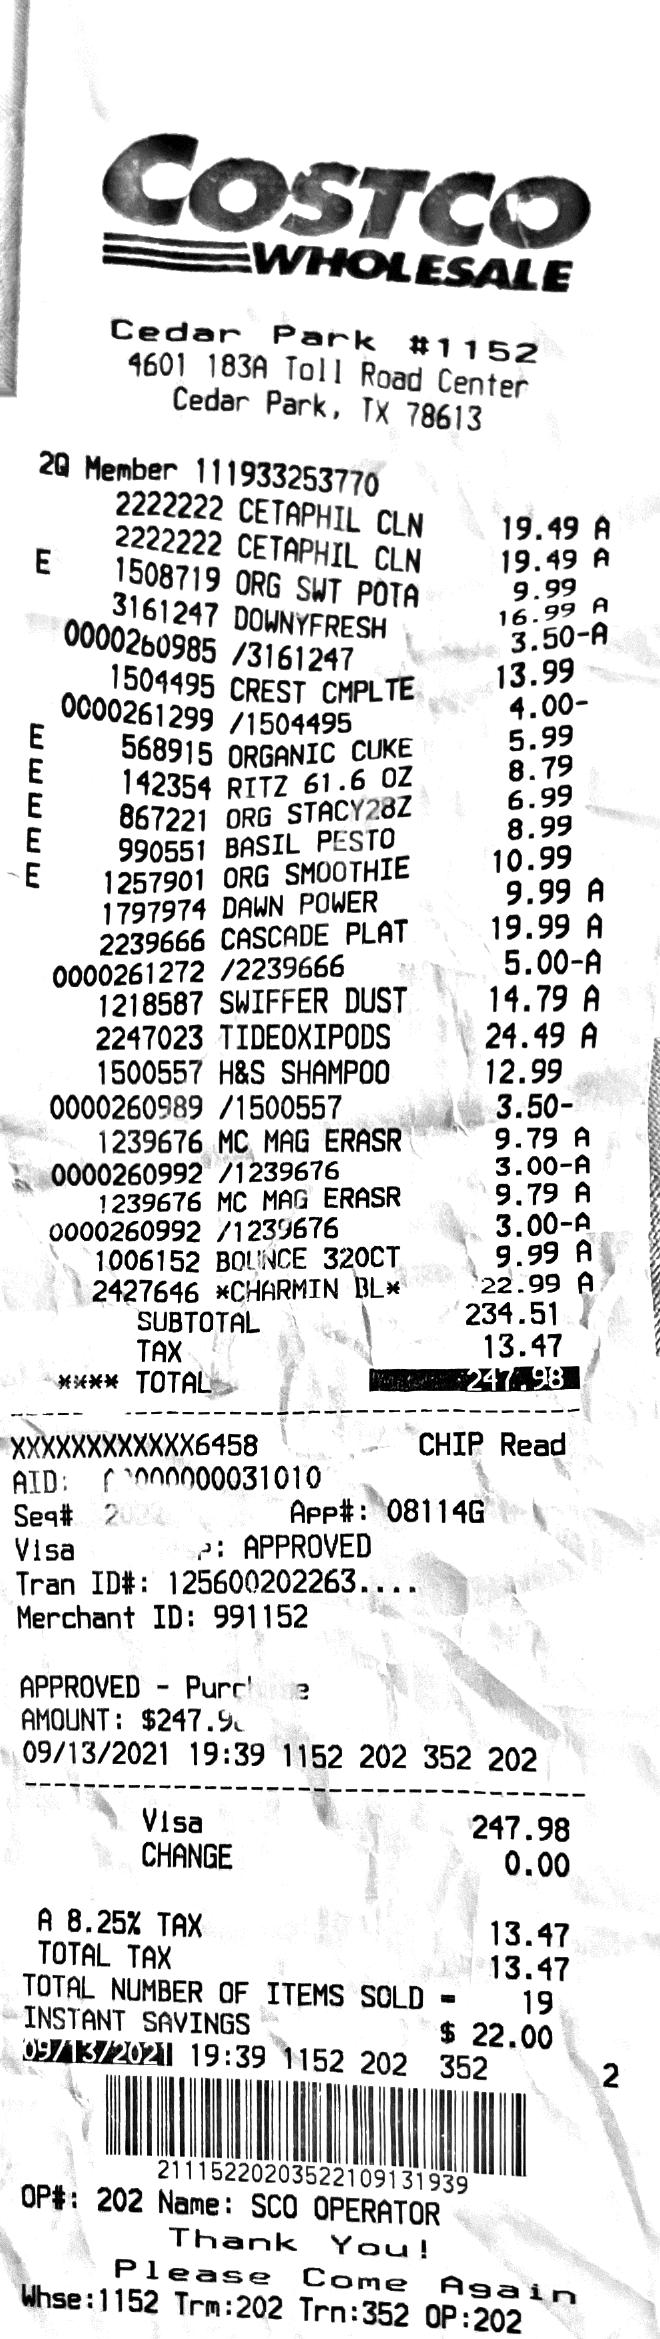 COSTCO
WHOLESALE
Cedar Park #1152
4601 183A Toll Road Center
Cedar Park, TX 78613
2Q Member 111933253770
2222222 CETAPHIL CLN 19.49 A
2222222 CETAPHIL CLN 19.49 A
E 1508719 ORG SWT POTA 9.99
3161247 DOWNYFRESH 16.99 A
0000260985 /3161247 3.50-A
1504495 CREST CMPLTE 13.99
0000261299 /1504495 4.00-
E 568915 ORGANIC CUKE 5.99
E 142354 RITZ 61.6 OZ 8.79
E 867221 ORG STACY28Z 6.99
E 990551 BASIL PESTO 8.99
E 1257901 ORG SMOOTHIE 10.99
1797974 DAWN POWER 9.99 A
2239666 CASCADE PLAT 19.99 A
0000261272 /2239666 5.00-A
1218587 SWIFFER DUST 14.79 A
2247023 TIDEOXIPODS 24.49 A
1500557 H&S SHAMPOO 12.99
0000260989 /1500557 3.50-
1239676 MC MAG ERASR 9.79 A
0000260992 /1239676 3.00-A
1239676 MC MAG ERASR 9.79 A
0000260992 /1239676 3.00-A
1006152 BOUNCE 320CT 9.99 A
2427646 *CHARMIN BL* 22.99 A
SUBTOTAL 234.51
TAX 13.47
**** TOTAL 247.98
XXXXXXXXXXXX6458 CHIP Read
AID:
Seq# App#: 08114G
Visa APPROVED
Tran ID#: 125600202263....
Merchant ID: 991152
APPROVED -
AMOUNT:
09/13/2021 19:39 1152 202 352 202
Visa 247.98
CHANGE 0.00
A 8.25% TAX 13.47
TOTAL TAX 13.47
TOTAL NUMBER OF ITEMS SOLD = 19
INSTANT SAVINGS $ 22.00
09/13/2021 19:39 1152 202 352 2
21115220203522109131939
OP#: 202 Name: SCO OPERATOR
Thank You!
Please Come Again
Whse:1152 Trm:202 Trn:352 OP:202